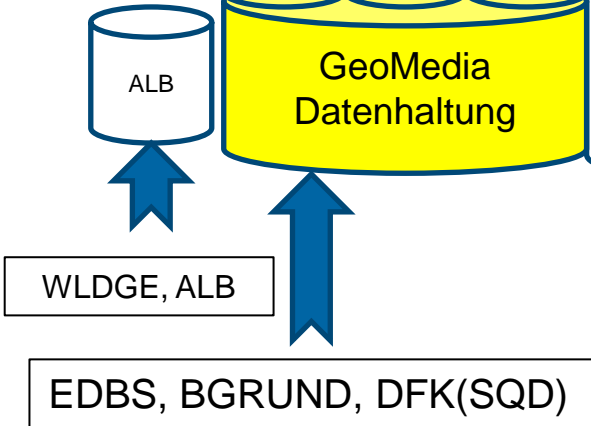 ALB
GeoMedia
Datenhaltung
WLDGE, ALB
EDBS, BGRUND, DFK(SQD)